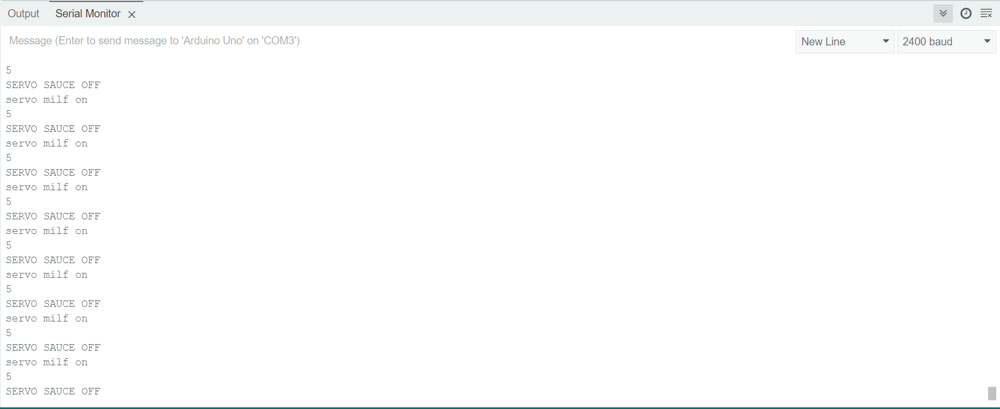 Output Serial Monitor
Message (Enter to send message to 'Arduino Uno' on 'COM3') New Line 2400 baud
5
SERVO SAUCE OFF
servo milf on
5
SERVO SAUCE OFF
servo milf on
5
SERVO SAUCE OFF
servo milf on
5
SERVO SAUCE OFF
servo milf on
5
SERVO SAUCE OFF
servo milf on
5
SERVO SAUCE OFF
servo milf on
5
SERVO SAUCE OFF
servo milf on
5
SERVO SAUCE OFF